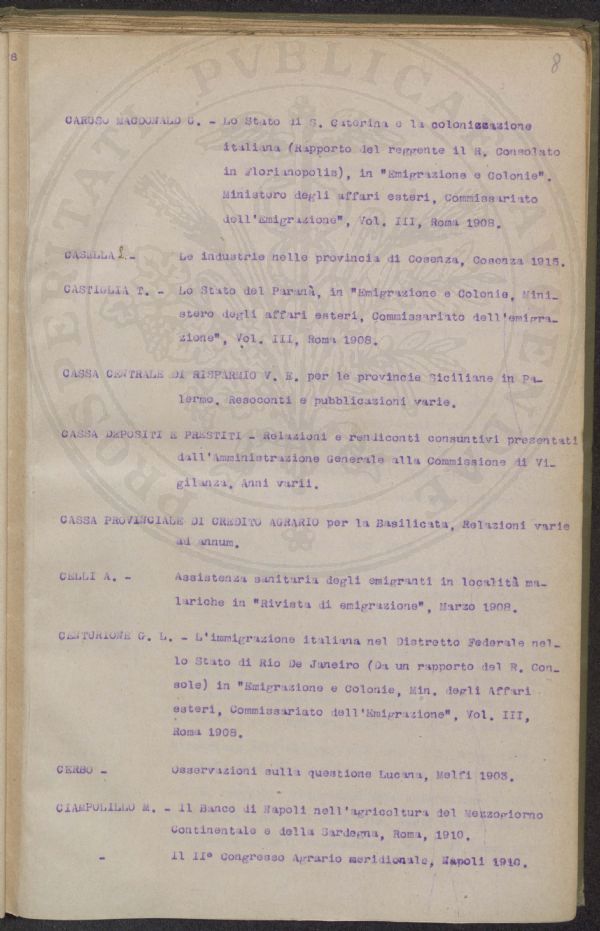 8
PVBLICA
CARUSO MACDONALD G. - Lo Stato di S. Caterina e la colonizzazione
italiana (Rapporto del reggente il R. Consolato
in Florianopolis), in "Emigrazione e Colonie".
Ministero degli affari esteri, Commissariato
dell'Emigrazione", Vol. III, Roma 1908.
CASELLA - Le industrie nelle provincia di Cosenza, Cosenza 1915.
CASTIGLIA T. - Lo Stato del Paranà, in "Emigrazione e Colonie, Mini-
stero degli affari esteri, Commissariato dell'emigra-
zione", Vol. III, Roma 1908.
CASSA CENTRALE DI RISPARMIO V. E. per le provincie Siciliane in Pa-
lermo. Resoconti e pubblicazioni varie.
CASSA DEPOSITI E PRESTITI - Relazioni e rendiconti consuntivi presentati
dall'Amministrazione Generale alla Commissione di Vi-
gilanza, Anni varii.
CASSA PROVINCIALE DI CREDITO AGRARIO per la Basilicata, Relazioni varie
ad annum.
CELLI A. - Assistenza sanitaria degli emigranti in località ma-
lariche in "Rivista di emigrazione", Marzo 1908.
CENTURIONE G. L. - L'immigrazione italiana nel Distretto Federale nel-
lo Stato di Rio De Janeiro (Da un rapporto del R. Con-
sole) in "Emigrazione e Colonie, Min. degli Affari
esteri, Commissariato dell'Emigrazione", Vol. III,
Roma 1908.
CERBO - Osservazioni sulla questione Lucana, Melfi 1903.
CIAMPOLILLO M. - Il Banco di Napoli nell'agricoltura del Mezzogiorno
Continentale e della Sardegna, Roma, 1910.
- Il II° Congresso Agrario meridionale, Napoli 1910.